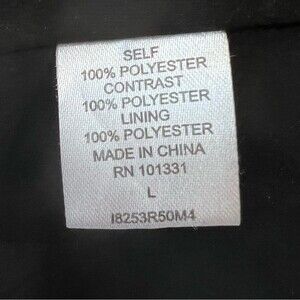 SELF
100% POLYESTER
CONTRAST
100% POLYESTER
LINING
100% POLYESTER
MADE IN CHINA
RN 101331
L
I8253R50M4